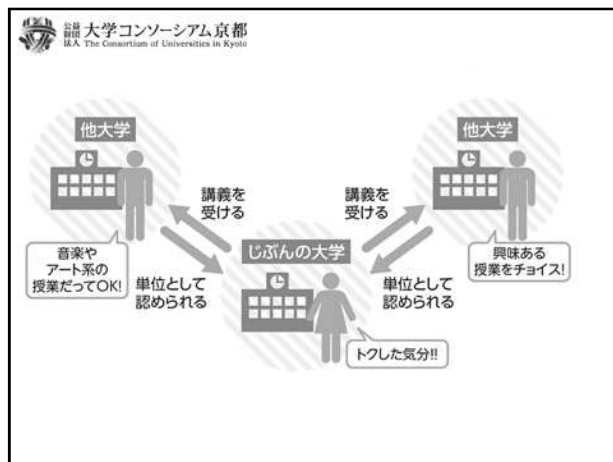 公益
財団
法人
大学コンソーシアム京都
The Consortium of Universities in Kyoto
他大学
他大学
講義を
受ける
講義を
受ける
音楽や
アート系の
授業だってOK!
じぶんの大学
興味ある
授業をチョイス!
単位として
認められる
単位として
認められる
トクした気分!!